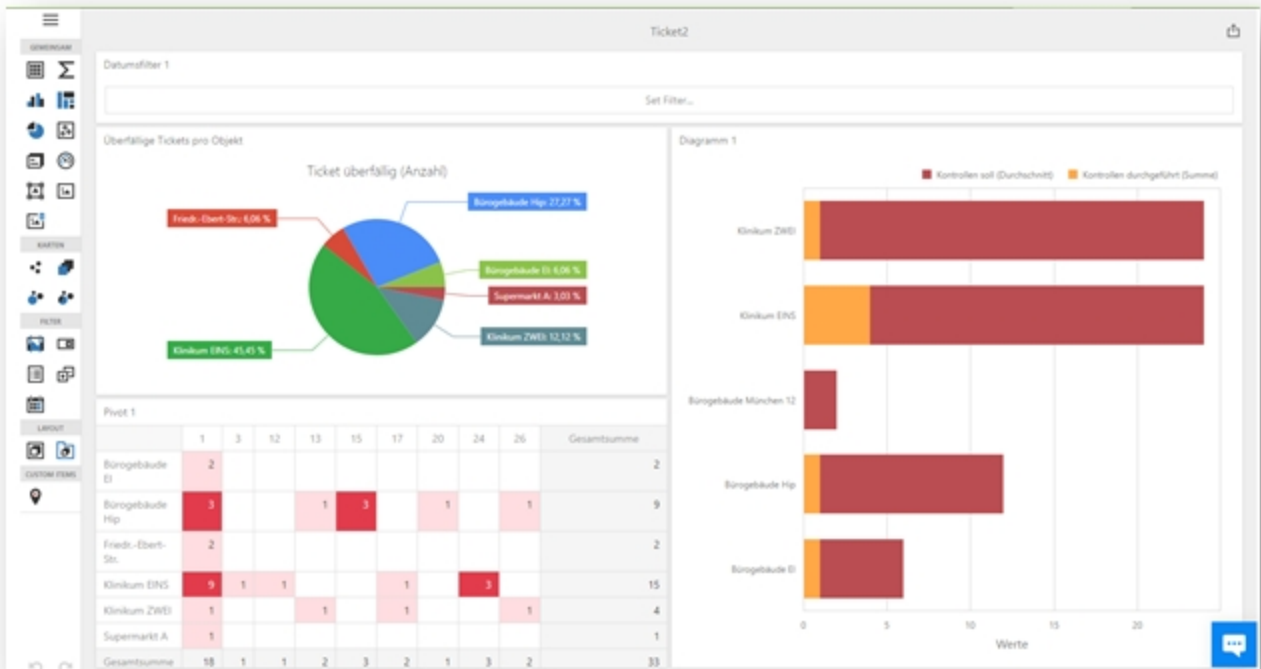 Ticket2
GEMEINSAM
KARTEN
FILTER
LAYOUT
CUSTOM ITEMS
Datumsfilter 1
Set Filter...
Überfällige Tickets pro Objekt
Ticket überfällig (Anzahl)
Friedr.-Ebert-Str.: 6,06 %
Bürogebäude Hip: 27,27 %
Bürogebäude El: 6,06 %
Supermarkt A: 3,03 %
Klinikum ZWEI: 12,12 %
Klinikum EINS: 45,45 %
Pivot 1
1 3 12 13 15 17 20 24 26 Gesamtsumme
Bürogebäude El 2 2
Bürogebäude Hip 3 1 3 1 1 9
Friedr.-Ebert-Str. 2 2
Klinikum EINS 9 1 1 1 3 15
Klinikum ZWEI 1 1 1 1 4
Supermarkt A 1 1
Gesamtsumme 18 1 1 2 3 2 1 3 2 33
Diagramm 1
Kontrollen soll (Durchschnitt) Kontrollen durchgeführt (Summe)
Klinikum ZWEI
Klinikum EINS
Bürogebäude München 12
Bürogebäude Hip
Bürogebäude El
0 5 10 15 20
Werte